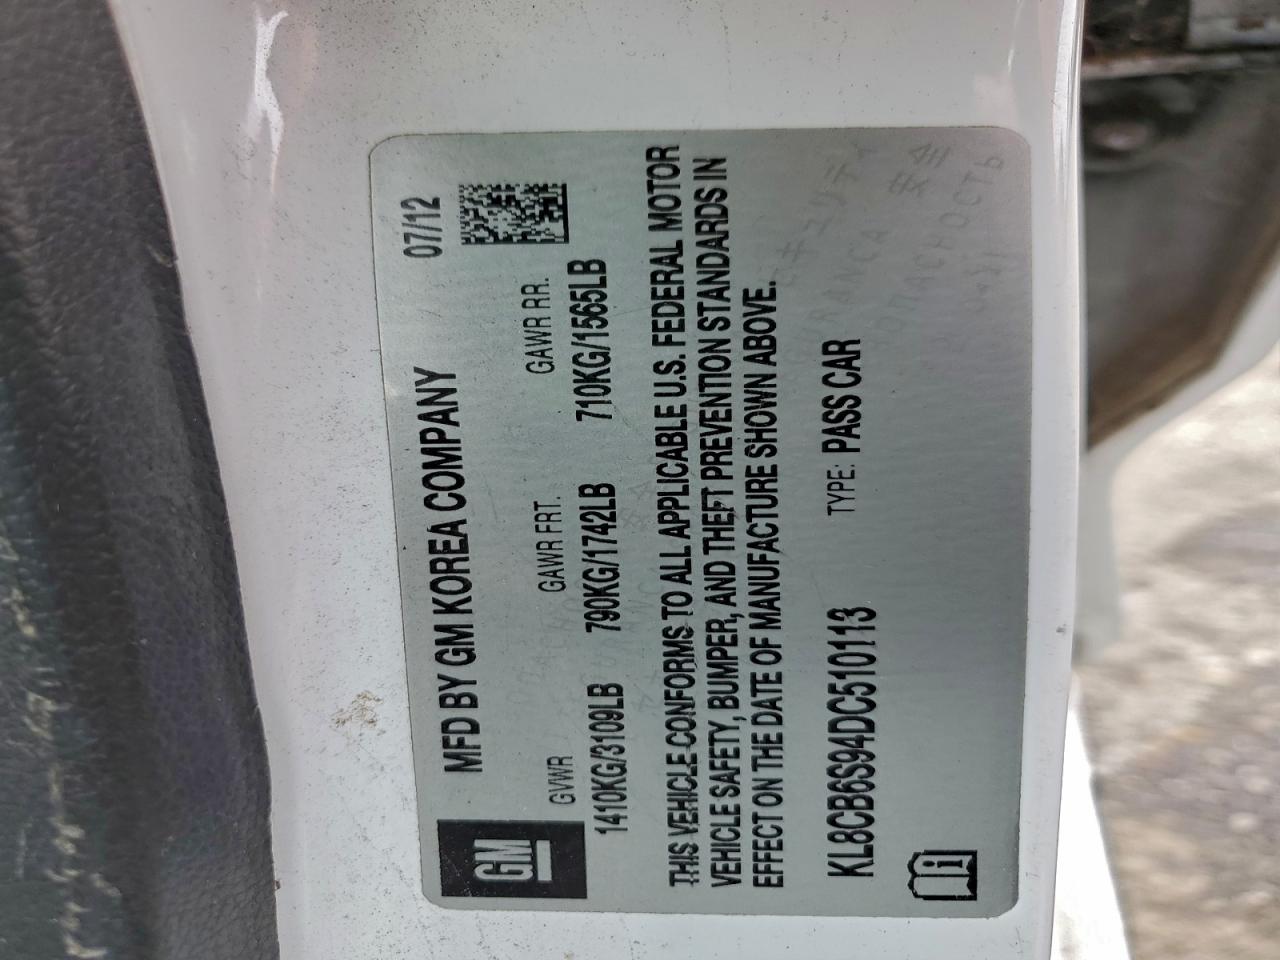 GM
MFD BY GM KOREA COMPANY 07/12
GVWR GAWR FRT. GAWR RR.
1410KG/3109LB 790KG/1742LB 710KG/1565LB
THIS VEHICLE CONFORMS TO ALL APPLICABLE U.S. FEDERAL MOTOR
VEHICLE SAFETY, BUMPER, AND THEFT PREVENTION STANDARDS IN
EFFECT ON THE DATE OF MANUFACTURE SHOWN ABOVE.
KL8CB6S94DC510113 TYPE: PASS CAR